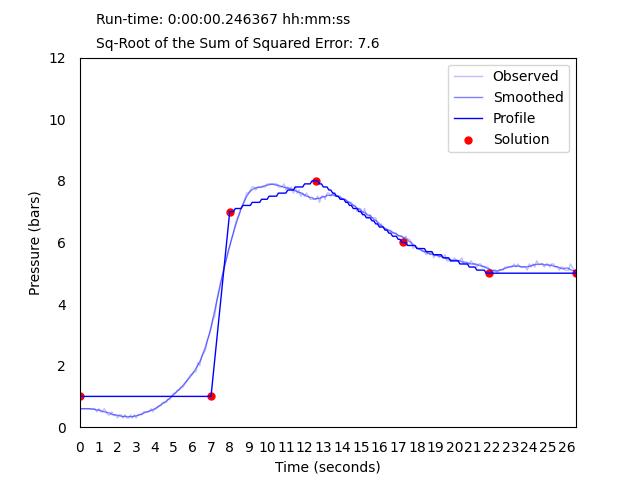 Run-time: 0:00:00.246367 hh:mm:ss
Sq-Root of the Sum of Squared Error: 7.6
12
10
8
6
4
2
0
Pressure (bars)
Observed
Smoothed
Profile
Solution
0 1 2 3 4 5 6 7 8 9 10 11 12 13 14 15 16 17 18 19 20 21 22 23 24 25 26
Time (seconds)